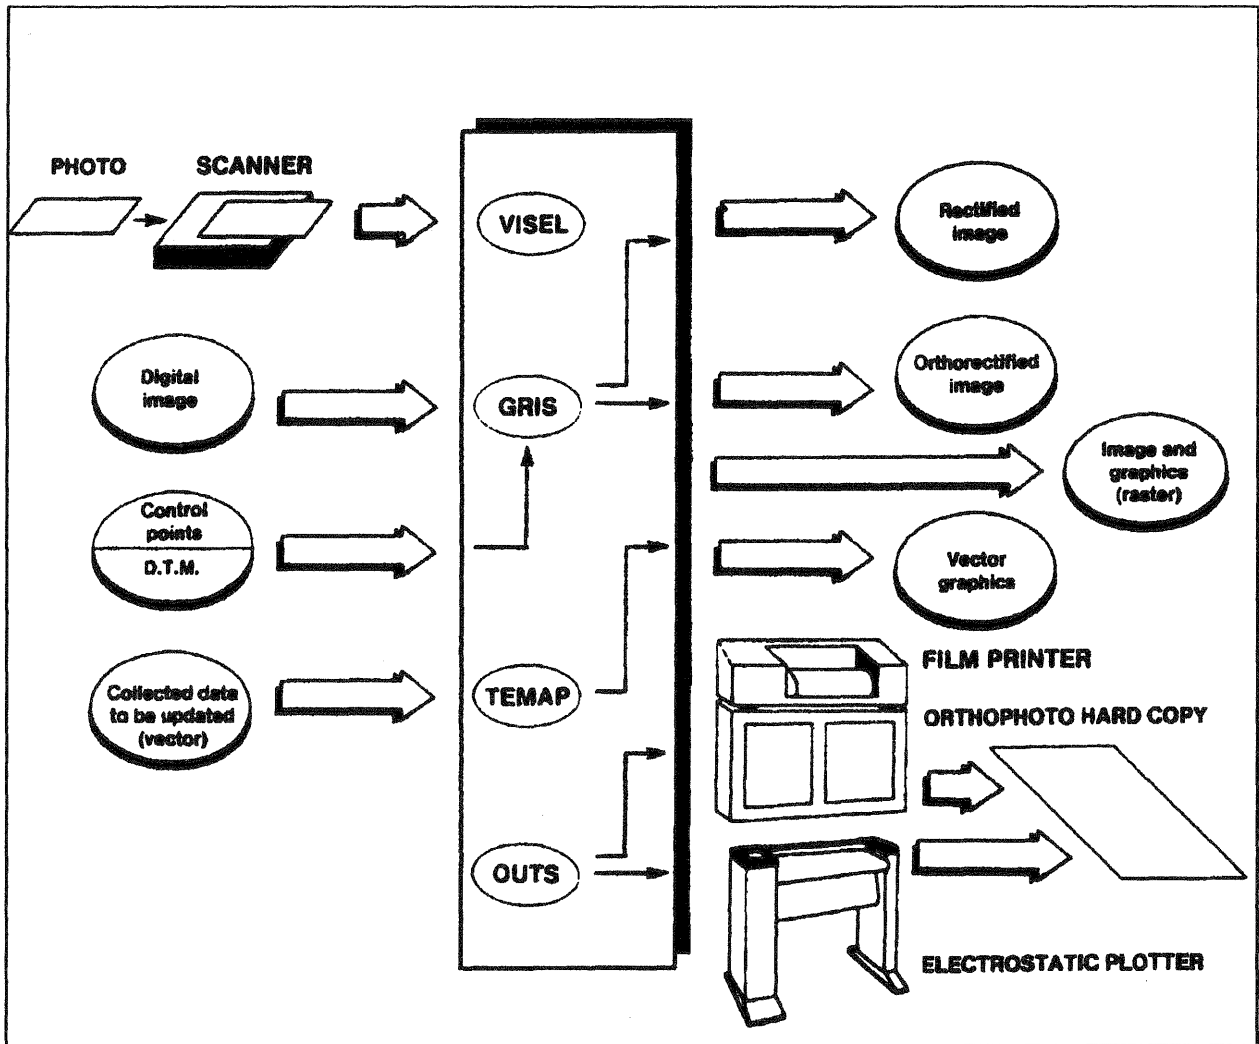 PHOTO
SCANNER
VISEL
Rectified
image
Digital
image
GRIS
Orthorectified
image
Image and
graphics
(raster)
Control
points
D.T.M.
Vector
graphics
Collected data
to be updated
(vector)
TEMAP
FILM PRINTER
ORTHOPHOTO HARD COPY
OUTS
ELECTROSTATIC PLOTTER